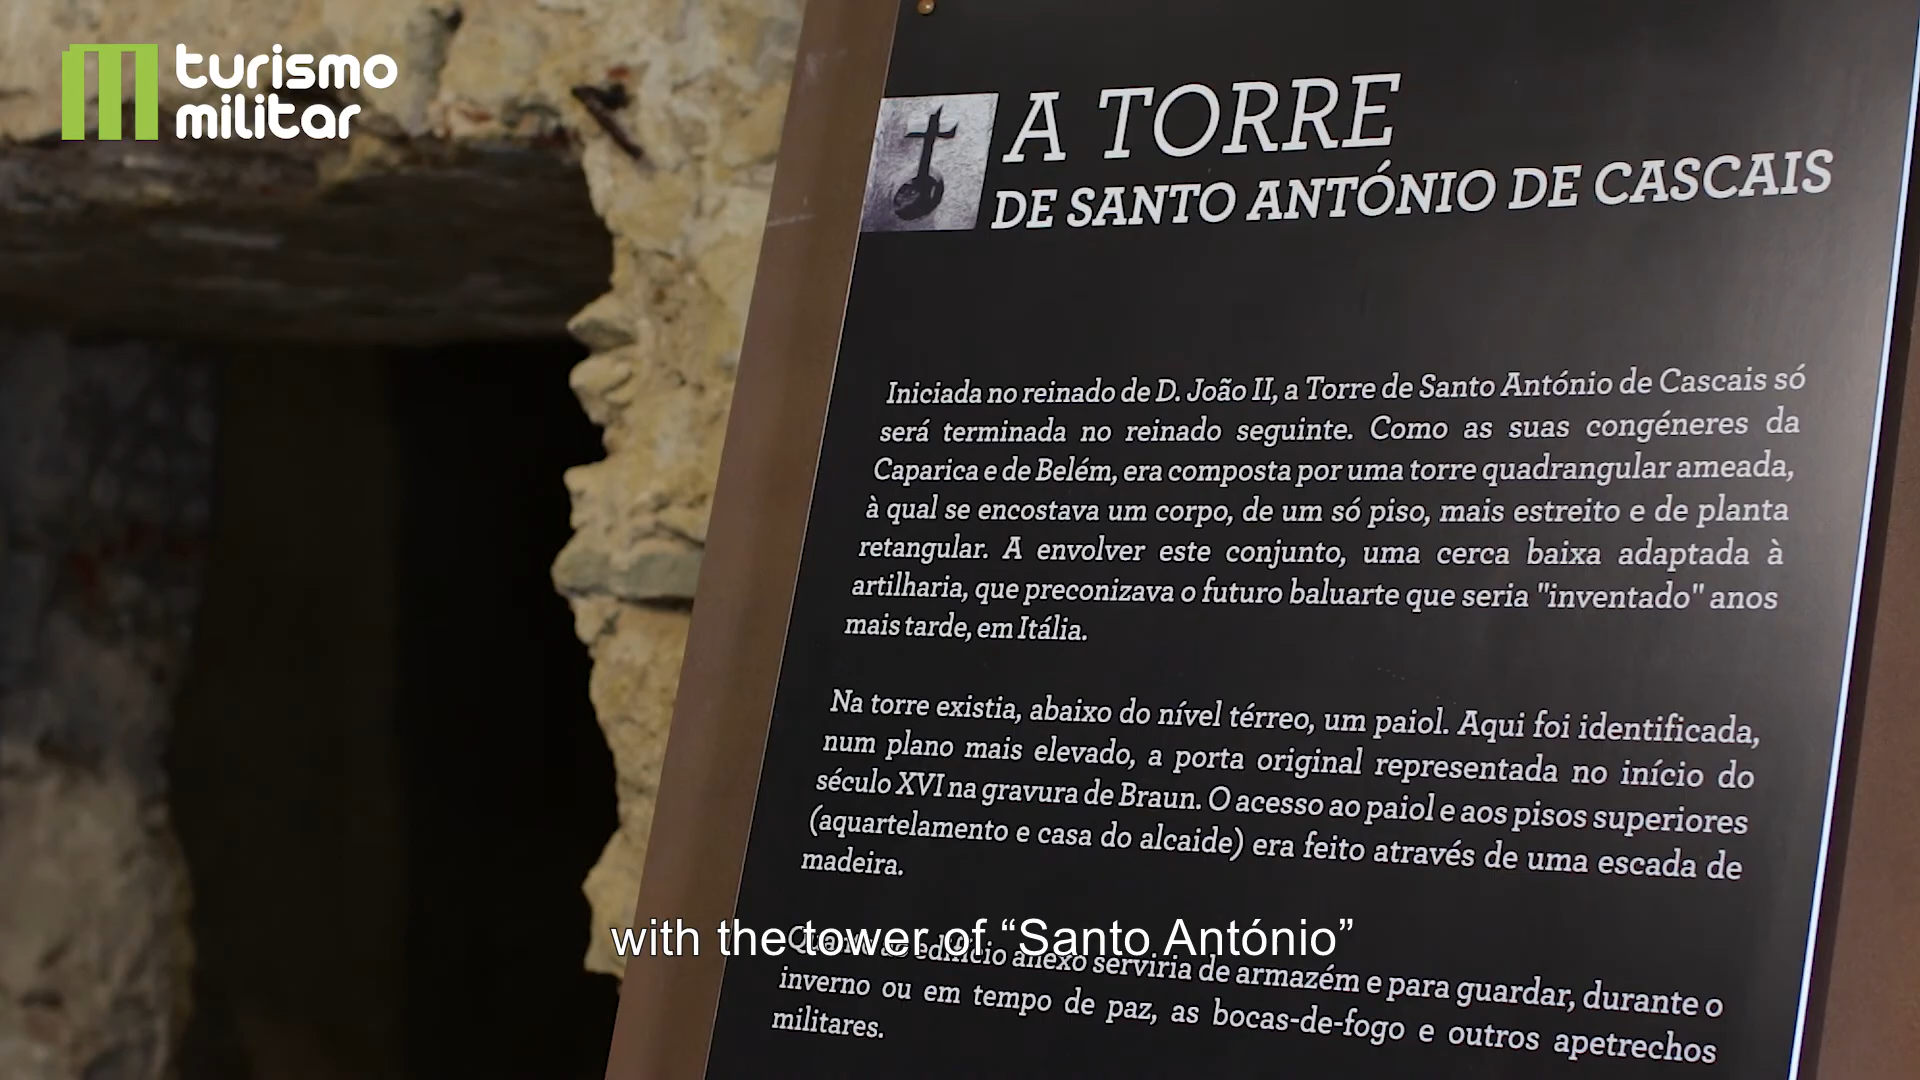 turismo
militar
A TORRE
DE SANTO ANTÓNIO DE CASCAIS
Iniciada no reinado de D. João II, a Torre de Santo António de Cascais só
será terminada no reinado seguinte. Como as suas congéneres da
Caparica e de Belém, era composta por uma torre quadrangular ameada,
à qual se encostava um corpo, de um só piso, mais estreito e de planta
retangular. A envolver este conjunto, uma cerca baixa adaptada à
artilharia, que preconizava o futuro baluarte que seria "inventado" anos
mais tarde, em Itália.
Na torre existia, abaixo do nível térreo, um paiol. Aqui foi identificada,
num plano mais elevado, a porta original representada no início do
século XVI na gravura de Braun. O acesso ao paiol e aos pisos superiores
(aquartelamento e casa do alcaide) era feito através de uma escada de
madeira.
with the tower of “Santo António”
edifício anexo serviria de armazém e para guardar, durante o
inverno ou em tempo de paz, as bocas-de-fogo e outros apetrechos
militares.